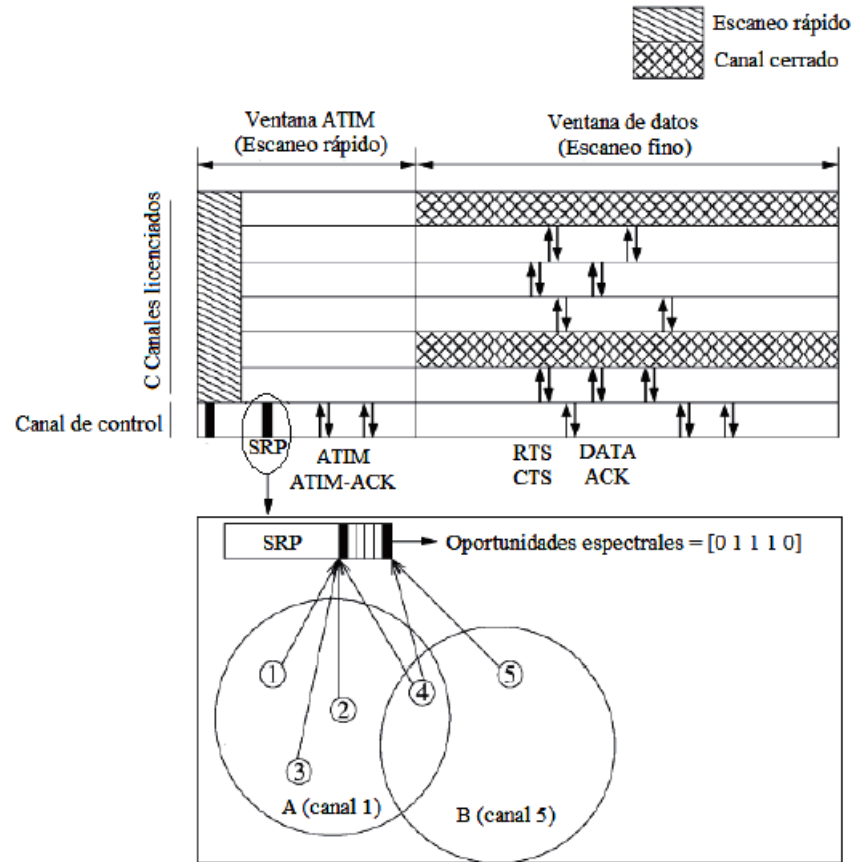 Escaneo rápido
Canal cerrado
Ventana ATIM
(Escaneo rápido)
Ventana de datos
(Escaneo fino)
C Canales licenciados
Canal de control
SRP
ATIM
ATIM-ACK
RTS
CTS
DATA
ACK
SRP
Oportunidades espectrales = [0 1 1 1 0]
1
2
3
4
5
A (canal 1)
B (canal 5)